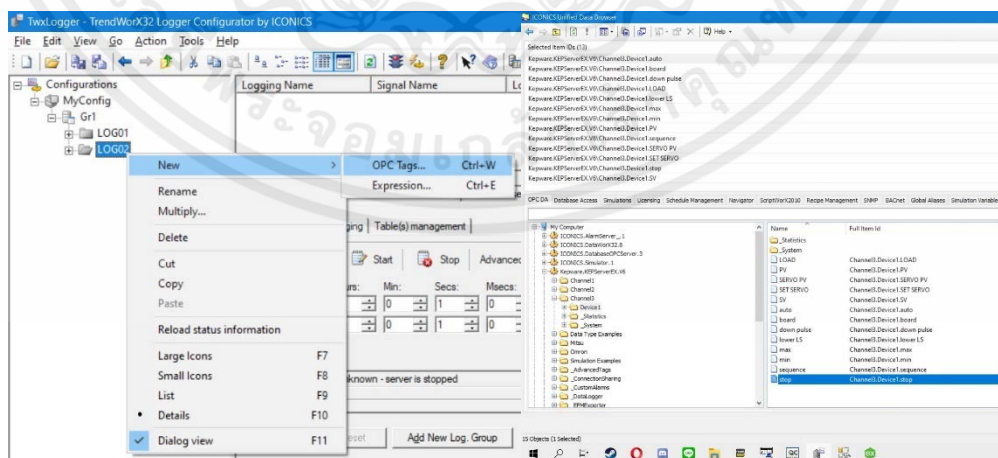 TwxLogger - TrendWorX32 Logger Configurator by ICONICS
File Edit View Go Action Tools Help
Configurations
MyConfig
Gr1
LOG01
LOG02
Logging Name Signal Name
New
Rename
Multiply...
Delete
Cut
Copy
Paste
Reload status information
Large Icons F7
Small Icons F8
List F9
Details F10
Dialog view F11
OPC Tags... Ctrl+W
Expression... Ctrl+E
Table(s) management
Start Stop Advanced
Min: Secs: Msecs:
0 1 0
0 1 0
known - server is stopped
Add New Log. Group
ICONICS Unified Data Browser
Help
Selected Item IDs (13)
Kepware.KEPServerEX.V6\Channel3.Device1.auto
Kepware.KEPServerEX.V6\Channel3.Device1.board
Kepware.KEPServerEX.V6\Channel3.Device1.down pulse
Kepware.KEPServerEX.V6\Channel3.Device1.LOAD
Kepware.KEPServerEX.V6\Channel3.Device1.lower LS
Kepware.KEPServerEX.V6\Channel3.Device1.max
Kepware.KEPServerEX.V6\Channel3.Device1.min
Kepware.KEPServerEX.V6\Channel3.Device1.PV
Kepware.KEPServerEX.V6\Channel3.Device1.sequence
Kepware.KEPServerEX.V6\Channel3.Device1.SERVO PV
Kepware.KEPServerEX.V6\Channel3.Device1.SET SERVO
Kepware.KEPServerEX.V6\Channel3.Device1.stop
Kepware.KEPServerEX.V6\Channel3.Device1.SV
OPC DA Database Access Simulations Licensing Schedule Management Navigator ScriptWorX2010 Recipe Management SNMP BACnet Global Aliases Simulation Variable
My Computer
ICONICS.AlarmServer_.1
ICONICS.DataWorX32.8
ICONICS.DatabaseOPCServer.3
ICONICS.Simulator.1
Kepware.KEPServerEX.V6
Channel1
Channel2
Channel3
Device1
_Statistics
_System
Data Type Examples
Mitsu
Omron
Simulation Examples
_AdvancedTags
_ConnectionSharing
_CustomAlarms
_DataLogger
_EFMExporter
Name Full Item Id
_Statistics
_System
LOAD Channel3.Device1.LOAD
PV Channel3.Device1.PV
SERVO PV Channel3.Device1.SERVO PV
SET SERVO Channel3.Device1.SET SERVO
SV Channel3.Device1.SV
auto Channel3.Device1.auto
board Channel3.Device1.board
down pulse Channel3.Device1.down pulse
lower LS Channel3.Device1.lower LS
max Channel3.Device1.max
min Channel3.Device1.min
sequence Channel3.Device1.sequence
stop Channel3.Device1.stop
15 Objects (1 Selected)